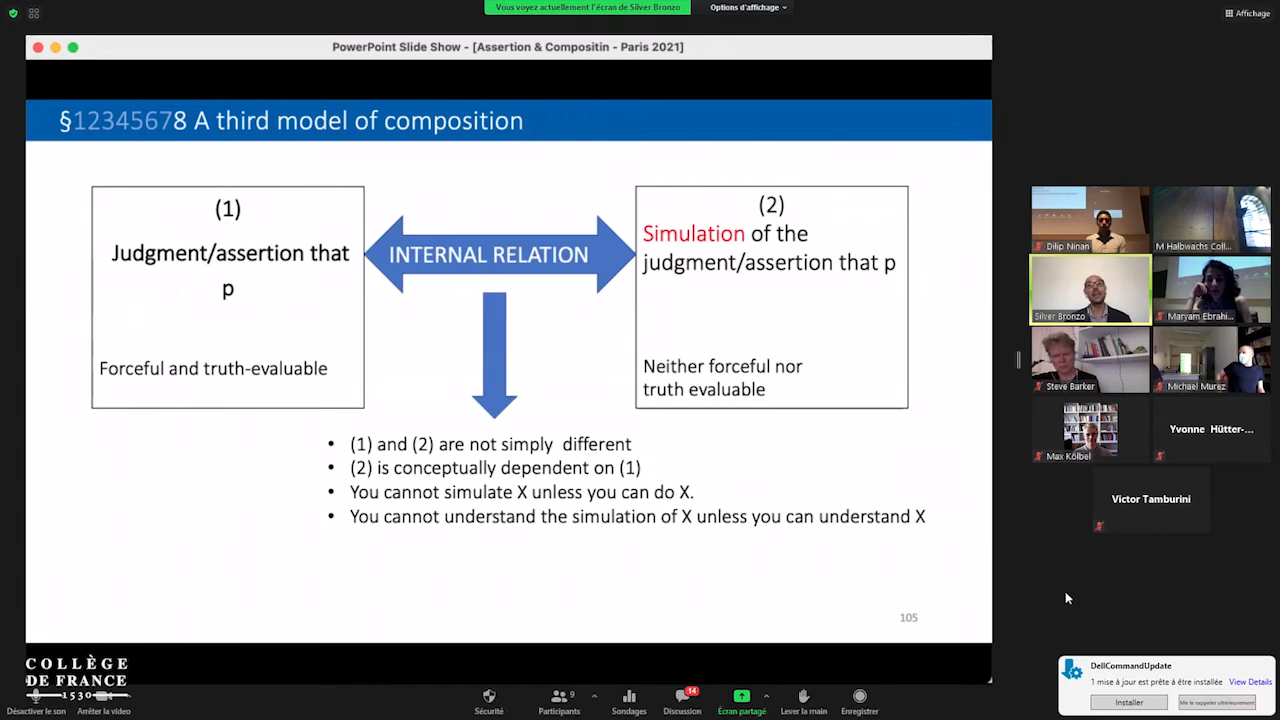 Vous voyez actuellement l'écran de Silver Bronzo
Options d'affichage
Affichage
PowerPoint Slide Show - [Assertion & Compositin - Paris 2021]
§12345678 A third model of composition
(1)
Judgment/assertion that
p
Forceful and truth-evaluable
INTERNAL RELATION
(2)
Simulation of the
judgment/assertion that p
Neither forceful nor
truth evaluable
• (1) and (2) are not simply different
• (2) is conceptually dependent on (1)
• You cannot simulate X unless you can do X.
• You cannot understand the simulation of X unless you can understand X
105
Dilip Ninan
M Halbwachs Coll...
Silver Bronzo
Maryam Ebrahi...
Steve Barker
Michael Murez
Max Kölbel
Yvonne Hütter-...
Victor Tamburini
COLLÈGE
DE FRANCE
1530
DellCommandUpdate
1 mise à jour est prête à être installée
View Details
Installer
Me le rappeler ultérieurement
Désactiver le son
Arrêter la vidéo
Sécurité
9
Participants
Sondages
14
Discussion
Écran partagé
Lever la main
Enregistrer